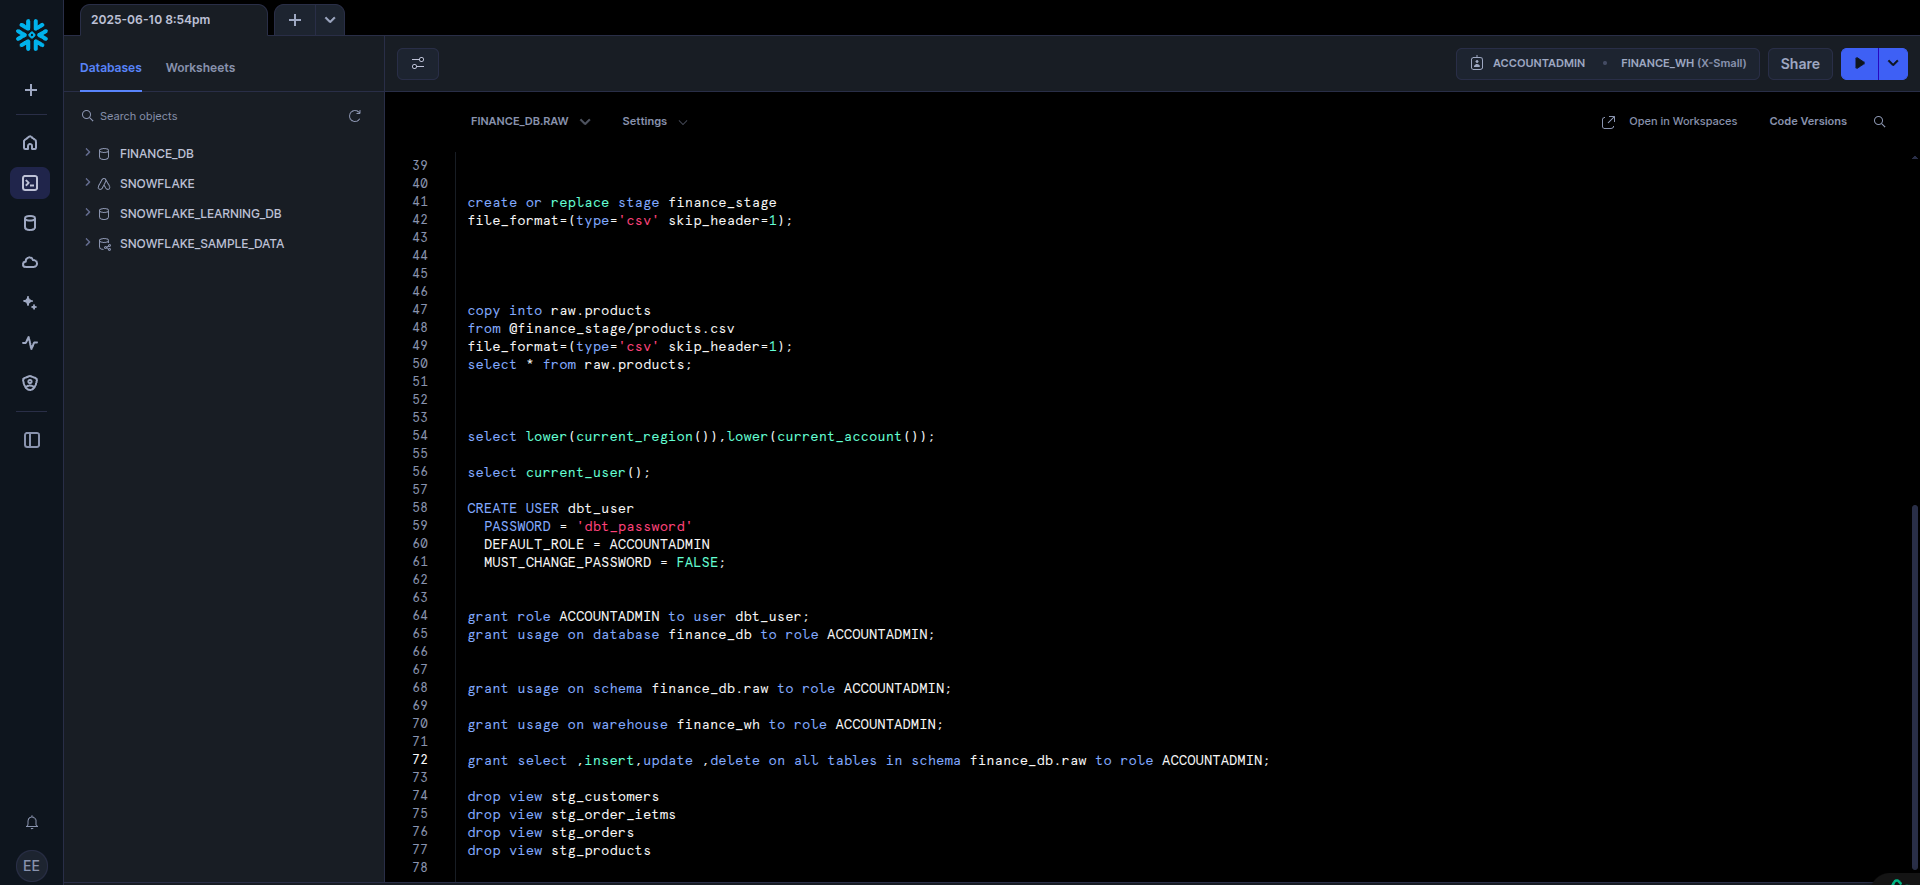 2025-06-10 8:54pm
Databases
Worksheets
ACCOUNTADMIN
FINANCE_WH (X-Small)
Share
Search objects
FINANCE_DB.RAW
Settings
Open in Workspaces
Code Versions
FINANCE_DB
SNOWFLAKE
SNOWFLAKE_LEARNING_DB
SNOWFLAKE_SAMPLE_DATA
39
40
41 create or replace stage finance_stage
42 file_format=(type='csv' skip_header=1);
43
44
45
46
47 copy into raw.products
48 from @finance_stage/products.csv
49 file_format=(type='csv' skip_header=1);
50 select * from raw.products;
51
52
53
54 select lower(current_region()),lower(current_account());
55
56 select current_user();
57
58 CREATE USER dbt_user
59 PASSWORD = 'dbt_password'
60 DEFAULT_ROLE = ACCOUNTADMIN
61 MUST_CHANGE_PASSWORD = FALSE;
62
63
64 grant role ACCOUNTADMIN to user dbt_user;
65 grant usage on database finance_db to role ACCOUNTADMIN;
66
67
68 grant usage on schema finance_db.raw to role ACCOUNTADMIN;
69
70 grant usage on warehouse finance_wh to role ACCOUNTADMIN;
71
72 grant select ,insert,update ,delete on all tables in schema finance_db.raw to role ACCOUNTADMIN;
73
74 drop view stg_customers
75 drop view stg_order_ietms
76 drop view stg_orders
77 drop view stg_products
78
EE